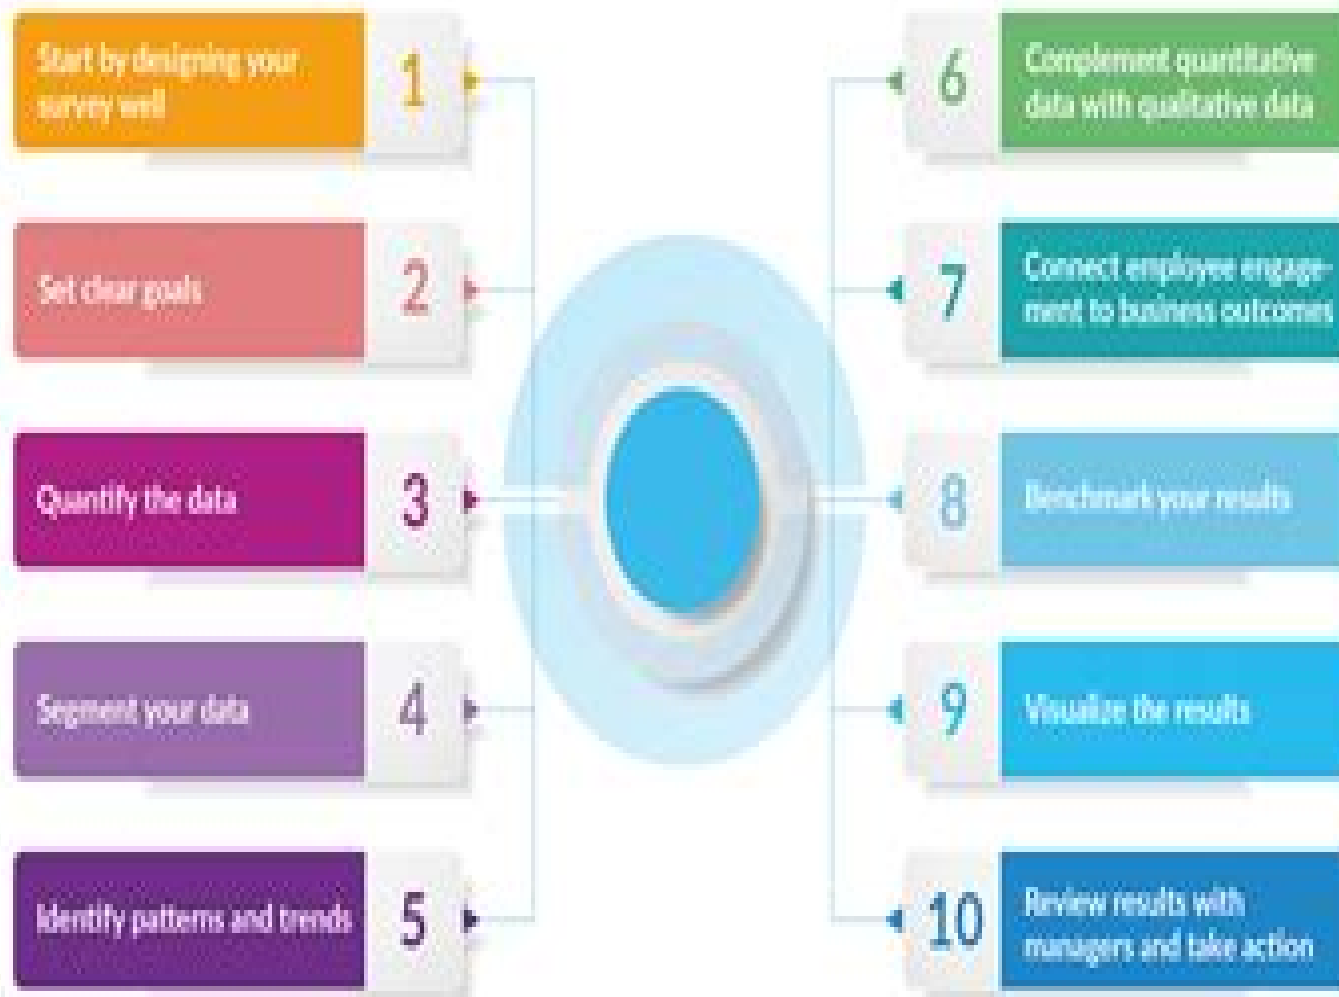 Start by designing your
survey well
1
Set clear goals
2
Quantify the data
3
Segment your data
4
Identify patterns and trends
5
6
Complement quantitative
data with qualitative data
7
Connect employee engage-
ment to business outcomes
8
Benchmark your results
9
Visualize the results
10
Review results with
managers and take action